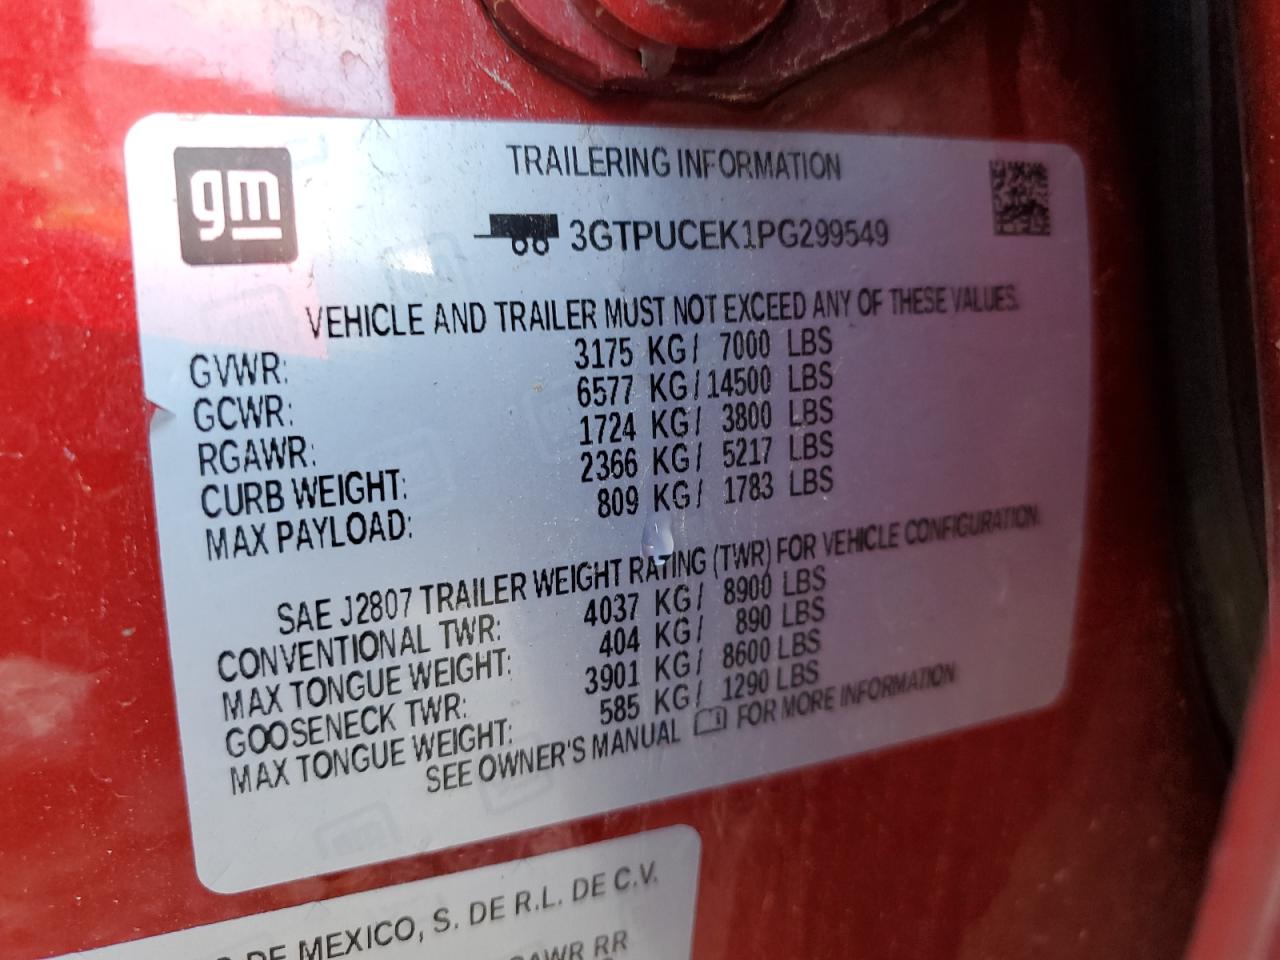 gm
TRAILERING INFORMATION
3GTPUCEK1PG299549
VEHICLE AND TRAILER MUST NOT EXCEED ANY OF THESE VALUES.
GVWR: 3175 KG/ 7000 LBS
GCWR: 6577 KG/14500 LBS
RGAWR: 1724 KG/ 3800 LBS
CURB WEIGHT: 2366 KG/ 5217 LBS
MAX PAYLOAD: 809 KG/ 1783 LBS
SAE J2807 TRAILER WEIGHT RATING (TWR) FOR VEHICLE CONFIGURATION.
CONVENTIONAL TWR: 4037 KG/ 8900 LBS
MAX TONGUE WEIGHT: 404 KG/ 890 LBS
GOOSENECK TWR: 3901 KG/ 8600 LBS
MAX TONGUE WEIGHT: 585 KG/ 1290 LBS
SEE OWNER'S MANUAL FOR MORE INFORMATION
DE MEXICO, S. DE R.L. DE C.V.
GAWR RR